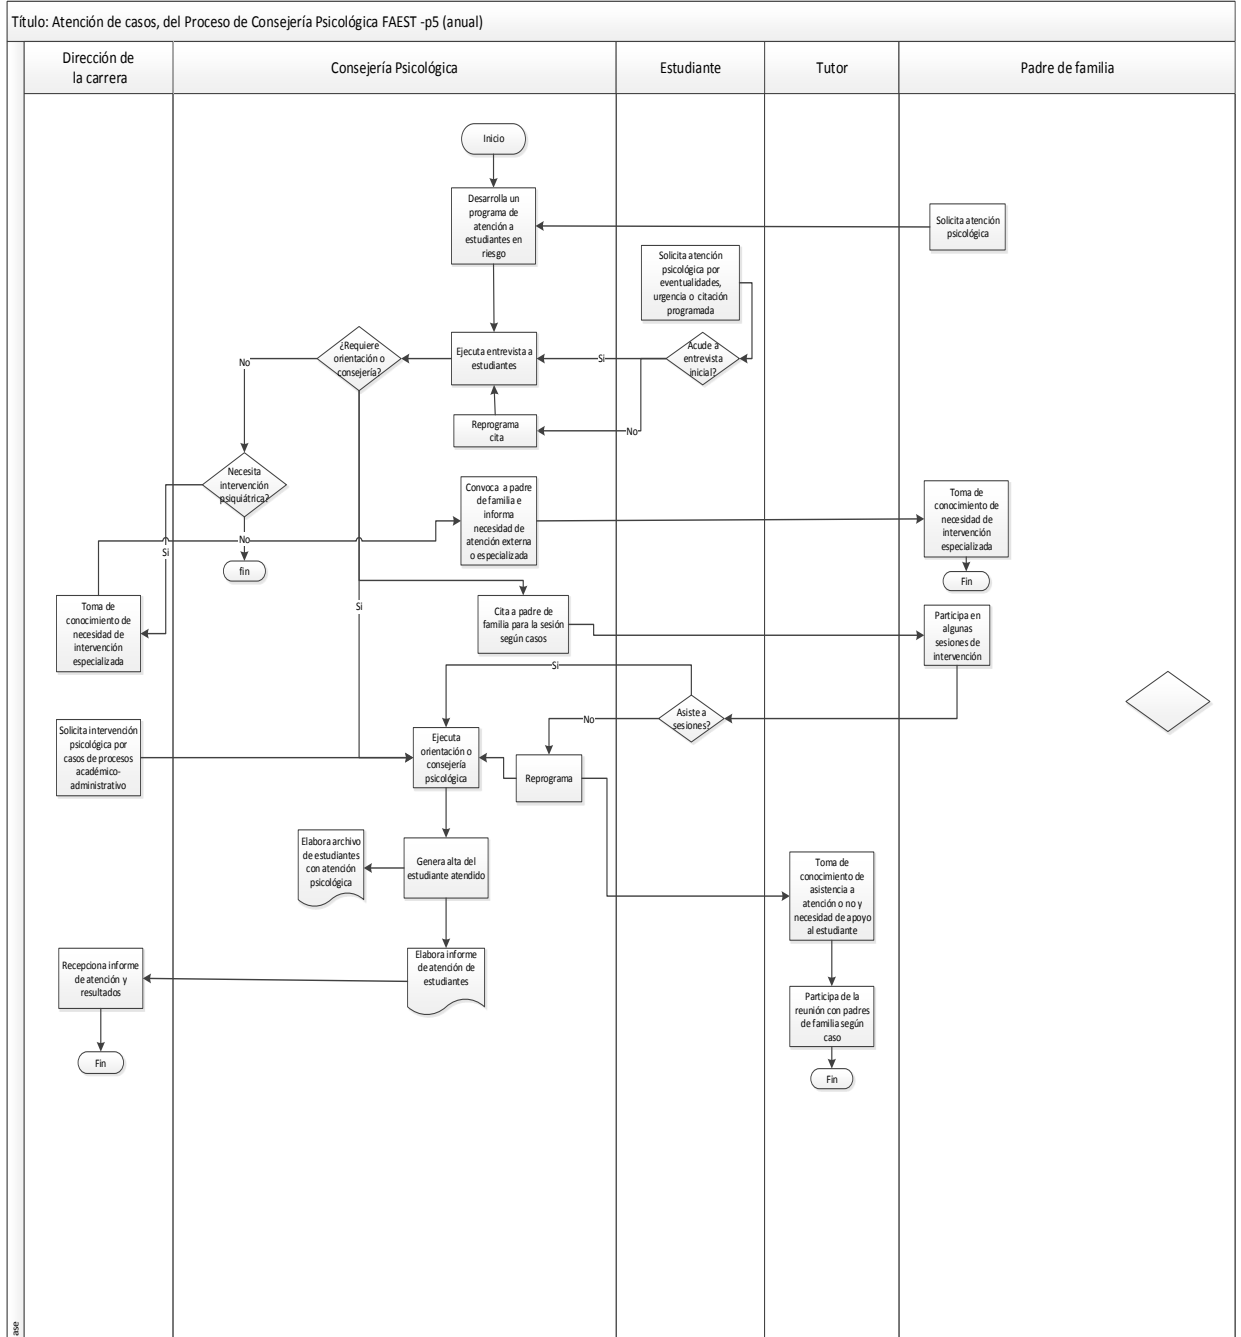 Título: Atención de casos, del Proceso de Consejería Psicológica FAEST -p5 (anual)
Dirección de
la carrera
Consejería Psicológica
Estudiante
Tutor
Padre de familia
Inicio
Desarrolla un
programa de
atención a
estudiantes en
riesgo
Solicita atención
psicológica
Solicita atención
psicológica por
eventualidades,
urgencia o citación
programada
¿Requiere
orientación o
consejería?
Ejecuta entrevista a
estudiantes
Si
Acude a
entrevista
inicial?
No
Reprograma
cita
No
Necesita
intervención
psiquiátrica?
Convoca a padre
de familia e
informa
necesidad de
atención externa
o especializada
Toma de
conocimiento de
necesidad de
intervención
especializada
No
Si
fin
Fin
Toma de
conocimiento de
necesidad de
intervención
especializada
Si
Cita a padre de
familia para la sesión
según casos
Participa en
algunas
sesiones de
intervención
Si
Asiste a
sesiones?
No
Solicita intervención
psicológica por
casos de procesos
académico-
administrativo
Ejecuta
orientación o
consejería
psicológica
Reprograma
Elabora archivo
de estudiantes
con atención
psicológica
Genera alta del
estudiante atendido
Toma de
conocimiento de
asistencia a
atención o no y
necesidad de apoyo
al estudiante
Recepciona informe
de atención y
resultados
Elabora informe
de atención de
estudiantes
Participa de la
reunión con padres
de familia según
caso
Fin
Fin
ase